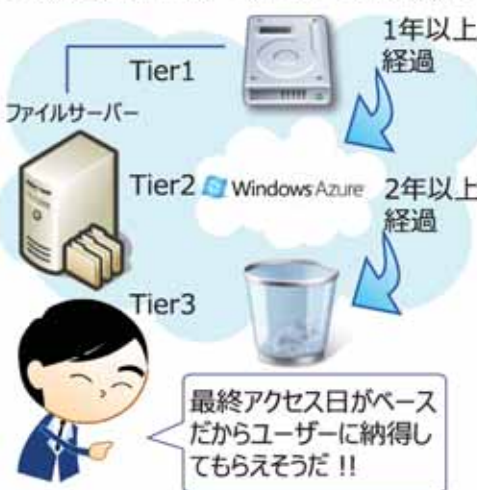 Tier1
1年以上
経過
ファイルサーバー
Tier2
Windows Azure
2年以上
経過
Tier3
最終アクセス日がベース
だからユーザーに納得し
てもらえそうだ !!